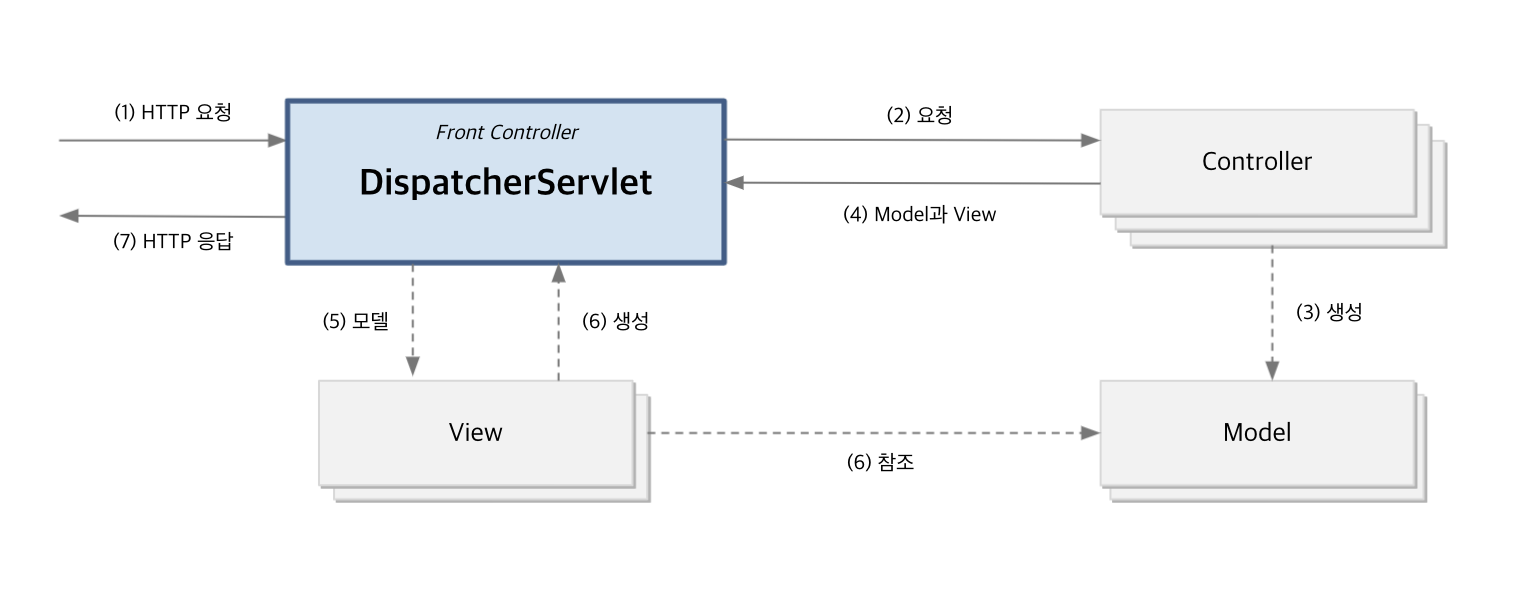 (1) HTTP 요청
Front Controller
DispatcherServlet
(2) 요청
Controller
(7) HTTP 응답
(4) Model과 View
(5) 모델
(6) 생성
(3) 생성
View
(6) 참조
Model